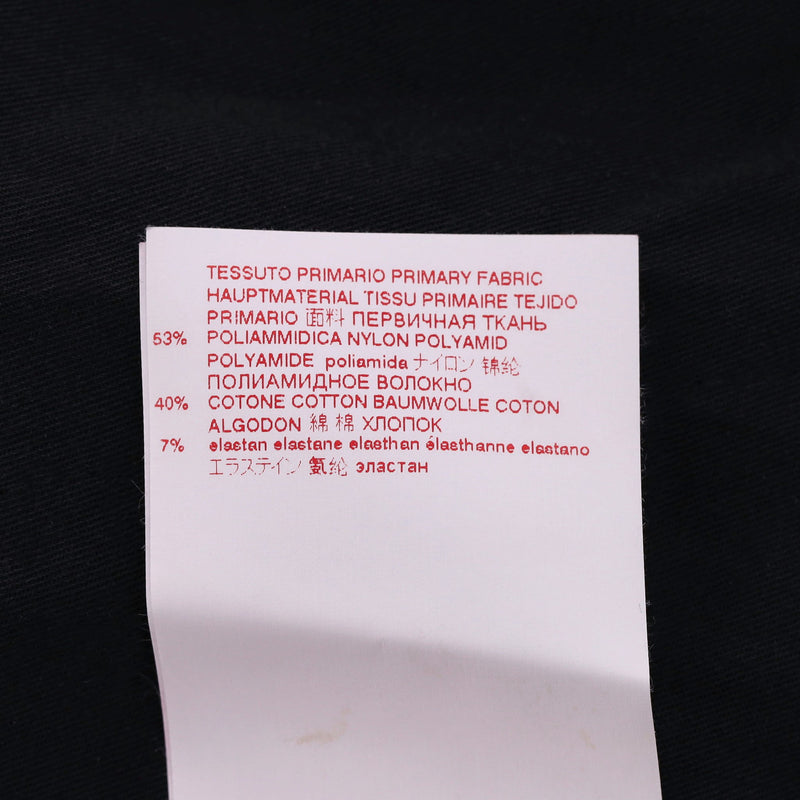 TESSUTO PRIMARIO PRIMARY FABRIC
HAUPTMATERIAL TISSU PRIMAIRE TEJIDO
PRIMARIO 面料 ПЕРВИЧНАЯ ТКАНЬ
53% POLIAMMIDICA NYLON POLYAMID
POLYAMIDE poliamida ナイロン 锦纶
ПОЛИАМИДНОЕ ВОЛОКНО
40% COTONE COTTON BAUMWOLLE COTON
ALGODON 綿 棉 ХЛОПОК
7% elastan elastane elasthan élasthanne elastano
エラステイン 氨纶 эластан